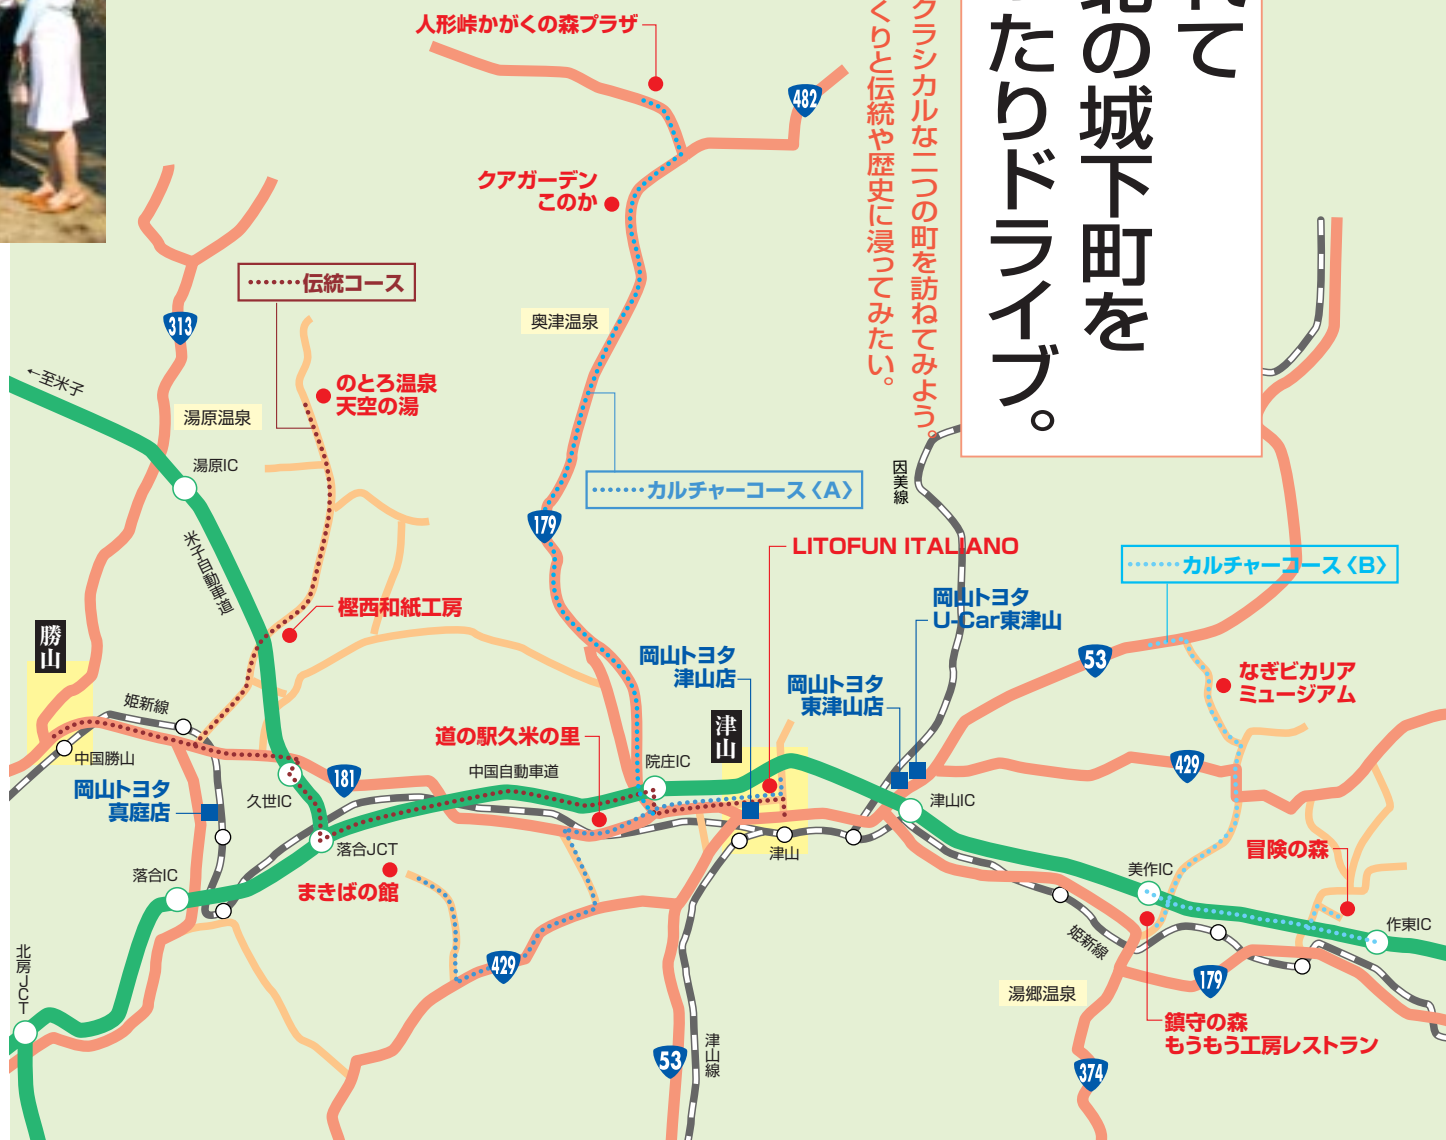 れて
北の城下町を
たりドライブ。
クラシカルな二つの町を訪ねてみよう。
くりと伝統や歴史に浸ってみたい。
人形峠かがくの森プラザ
482
クアガーデン
このか
伝統コース
313
奥津温泉
←至米子
のとろ温泉
天空の湯
湯原温泉
湯原IC
米子自動車道
カルチャーコース〈A〉
179
因美線
LITOFUN ITALIANO
カルチャーコース〈B〉
樫西和紙工房
岡山トヨタ
U-Car東津山
勝山
53
岡山トヨタ
津山店
岡山トヨタ
東津山店
なぎビカリア
ミュージアム
姫新線
津山
道の駅久米の里
中国勝山
院庄IC
中国自動車道
181
429
岡山トヨタ
真庭店
久世IC
津山IC
落合JCT
津山
冒険の森
落合IC
まきばの館
美作IC
作東IC
姫新線
北房JCT
429
179
湯郷温泉
鎮守の森
もうもう工房レストラン
53
津山線
374